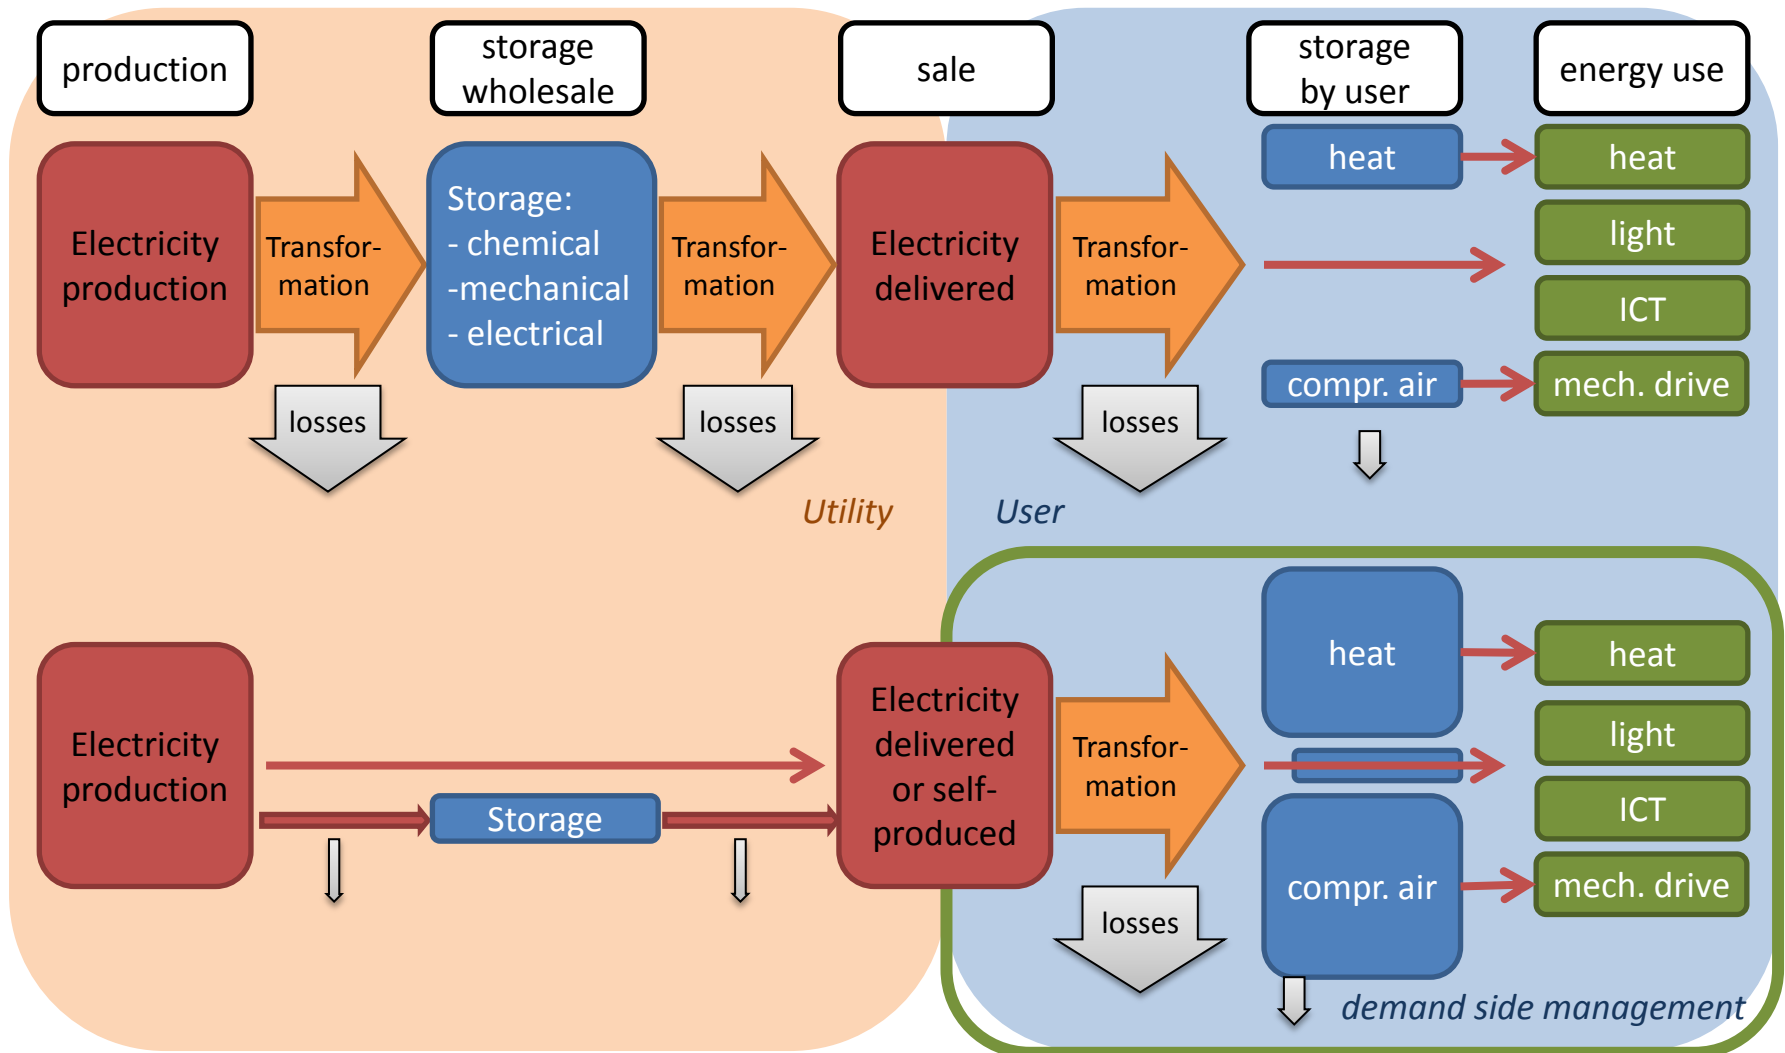 production
storage
wholesale
sale
storage
by user
energy use
Electricity
production
Transfor-
mation
Storage:
- chemical
-mechanical
- electrical
Transfor-
mation
Electricity
delivered
Transfor-
mation
heat
heat
light
ICT
compr. air
mech. drive
losses
losses
losses
Utility
User
Electricity
production
Storage
Electricity
delivered
or self-
produced
Transfor-
mation
heat
heat
light
ICT
compr. air
mech. drive
losses
demand side management